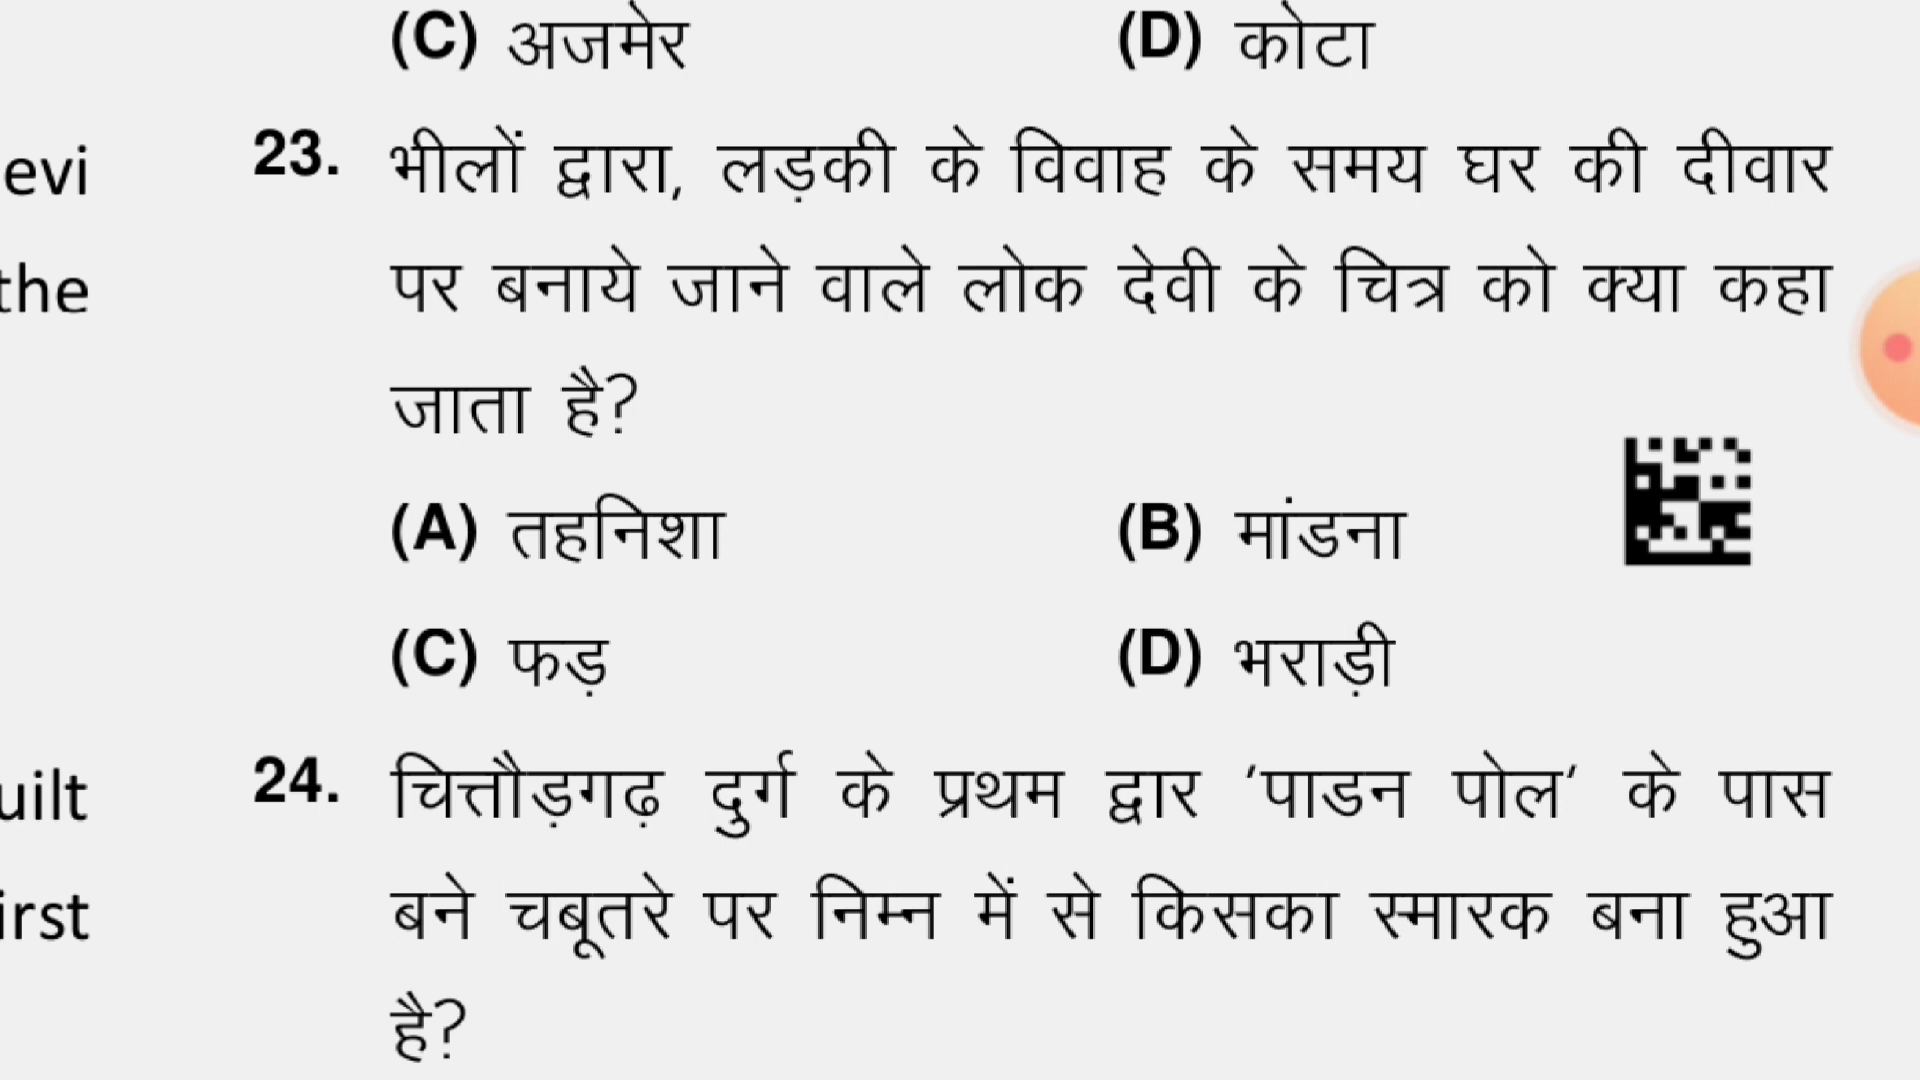 (C) अजमेर (D) कोटा
evi 23. भीलों द्वारा, लड़की के विवाह के समय घर की दीवार
the पर बनाये जाने वाले लोक देवी के चित्र को क्या कहा
जाता है?
(A) तहनिशा (B) मांडना
(C) फड़ (D) भराड़ी
uilt 24. चित्तौड़गढ़ दुर्ग के प्रथम द्वार ‘पाडन पोल’ के पास
irst बने चबूतरे पर निम्न में से किसका स्मारक बना हुआ
है?